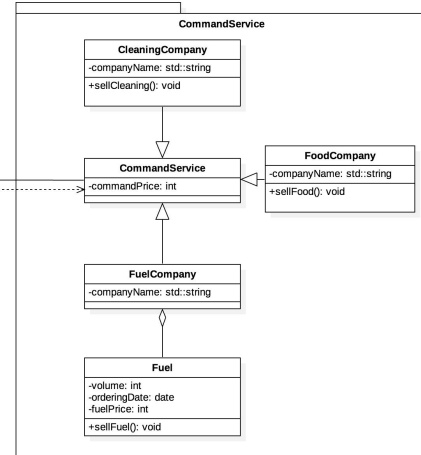 CommandService
CleaningCompany
-companyName: std::string
+sellCleaning(): void
CommandService
-commandPrice: int
FoodCompany
-companyName: std::string
+sellFood(): void
FuelCompany
-companyName: std::string
Fuel
-volume: int
-orderingDate: date
-fuelPrice: int
+sellFuel(): void